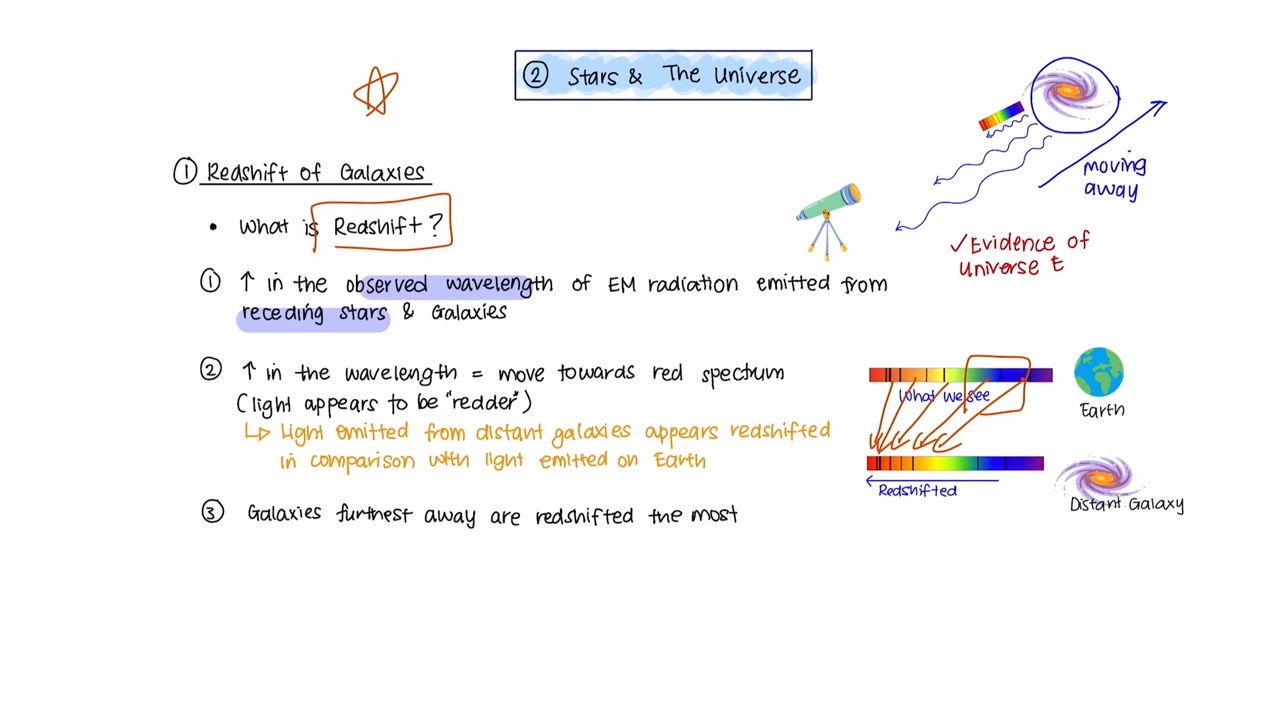 ② Stars & The Universe
① Redshift of Galaxies
• What is Redshift?
① ↑ in the observed wavelength of EM radiation emitted from
receding stars & Galaxies
② ↑ in the wavelength = move towards red spectrum
(light appears to be "redder")
↳ Light emitted from distant galaxies appears redshifted
in comparison with light emitted on Earth
③ Galaxies furthest away are redshifted the most
moving
away
✓Evidence of
Universe E
What we see
Earth
Redshifted
Distant Galaxy